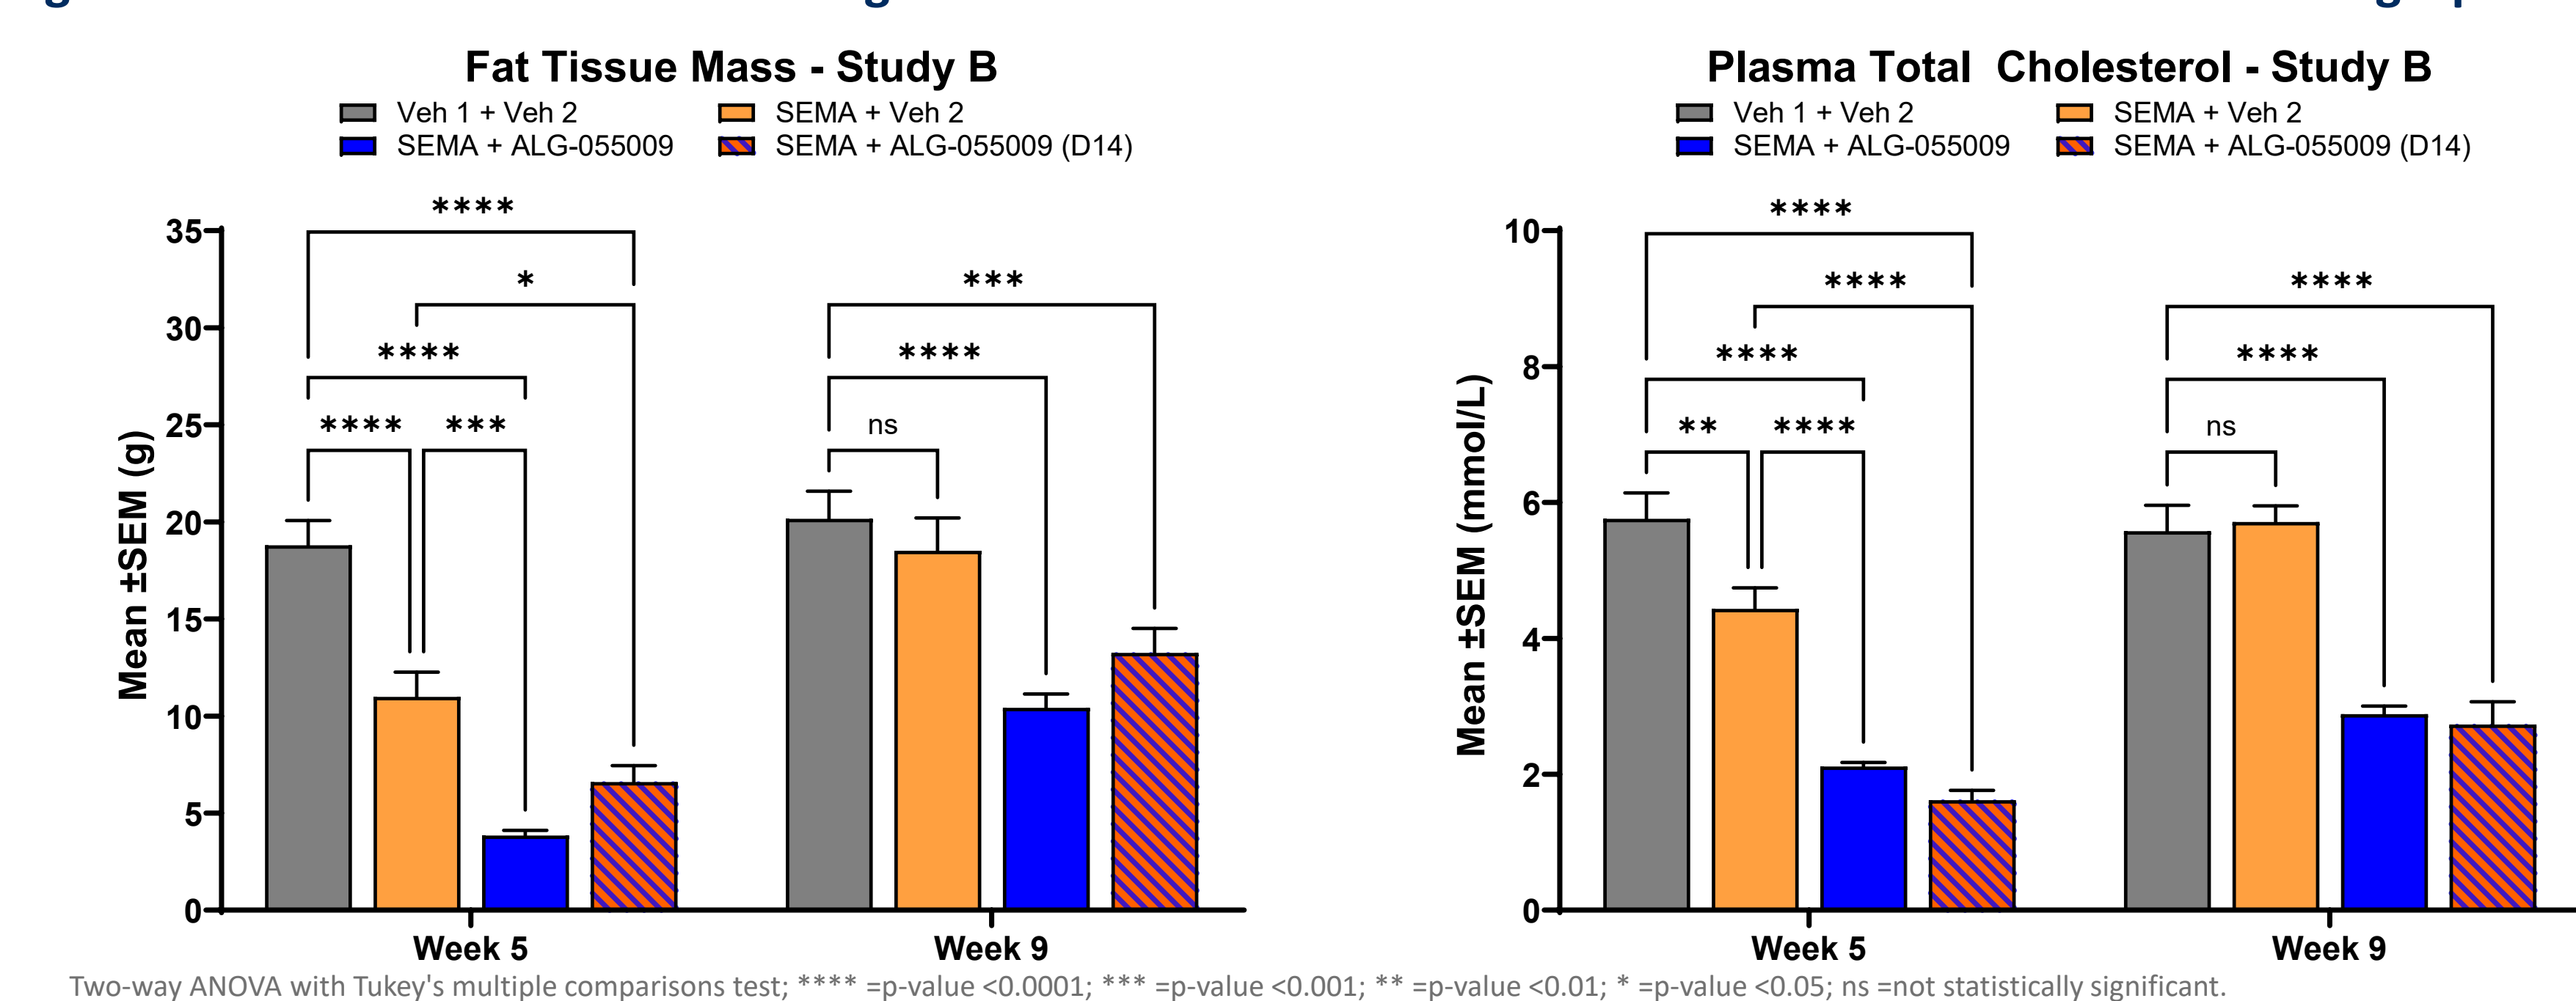 Fat Tissue Mass - Study B
Veh 1 + Veh 2
SEMA + Veh 2
SEMA + ALG-055009
SEMA + ALG-055009 (D14)
Mean ±SEM (g)
35
30
25
20
15
10
5
0
****
*
****
**** ***
***
****
ns
Week 5
Week 9
Plasma Total  Cholesterol - Study B
Veh 1 + Veh 2
SEMA + Veh 2
SEMA + ALG-055009
SEMA + ALG-055009 (D14)
Mean ±SEM (mmol/L)
10
8
6
4
2
0
****
****
****
** ****
****
****
ns
Week 5
Week 9
Two-way ANOVA with Tukey's multiple comparisons test; **** =p-value <0.0001; *** =p-value <0.001; ** =p-value <0.01; * =p-value <0.05; ns =not statistically significant.